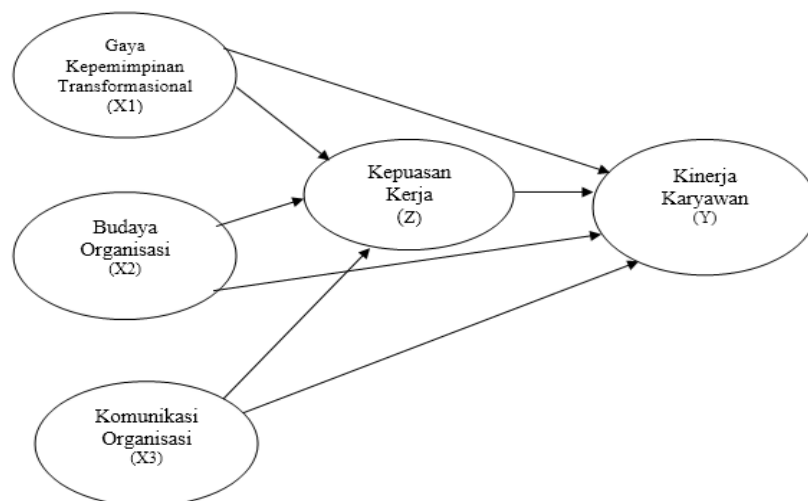 Gaya
Kepemimpinan
Transformasional
(X1)
Kepuasan
Kerja
(Z)
Kinerja
Karyawan
(Y)
Budaya
Organisasi
(X2)
Komunikasi
Organisasi
(X3)